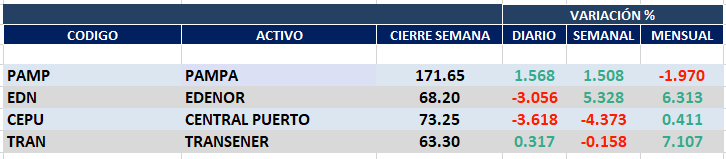 VARIACIÓN %
CODIGO ACTIVO CIERRE SEMANA DIARIO SEMANAL MENSUAL
PAMP PAMPA 171.65 1.568 1.508 -1.970
EDN EDENOR 68.20 -3.056 5.328 6.313
CEPU CENTRAL PUERTO 73.25 -3.618 -4.373 0.411
TRAN TRANSENER 63.30 0.317 -0.158 7.107